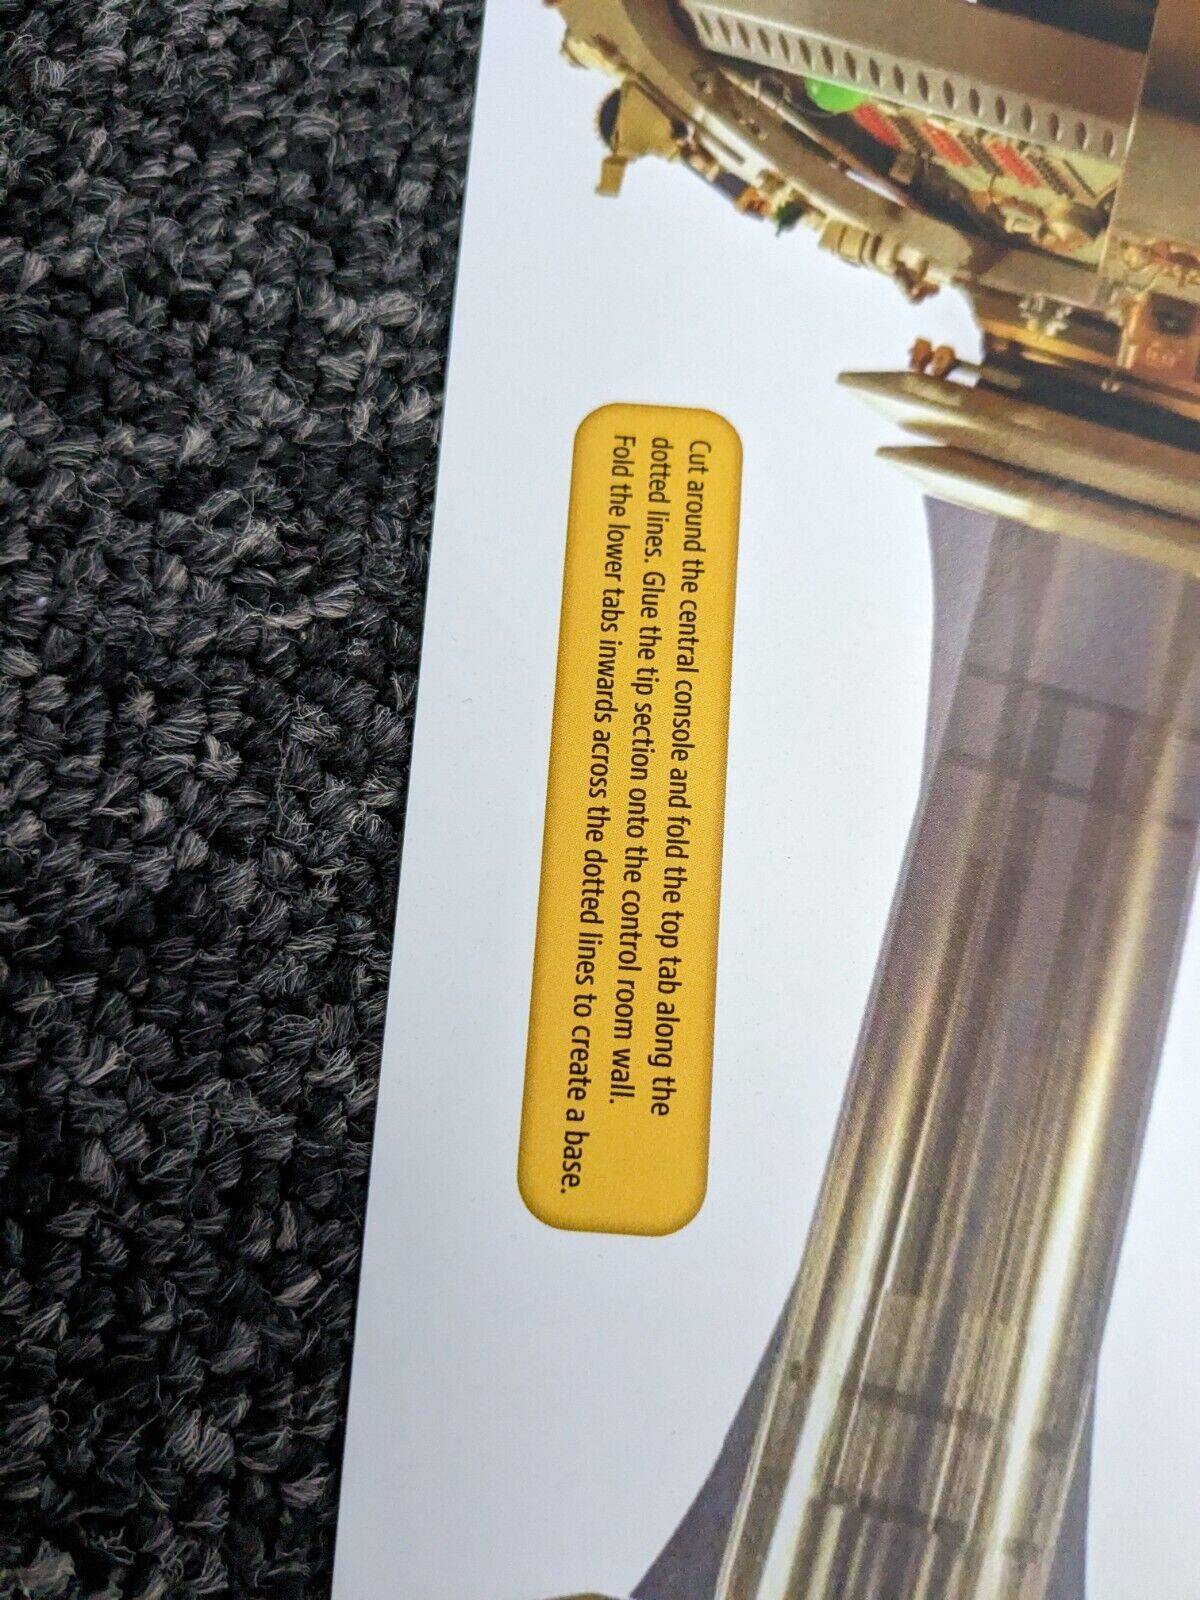 Cut around the central console and fold the top tab along the
dotted lines. Glue the tip section onto the control room wall.
Fold the lower tabs inwards across the dotted lines to create a base.